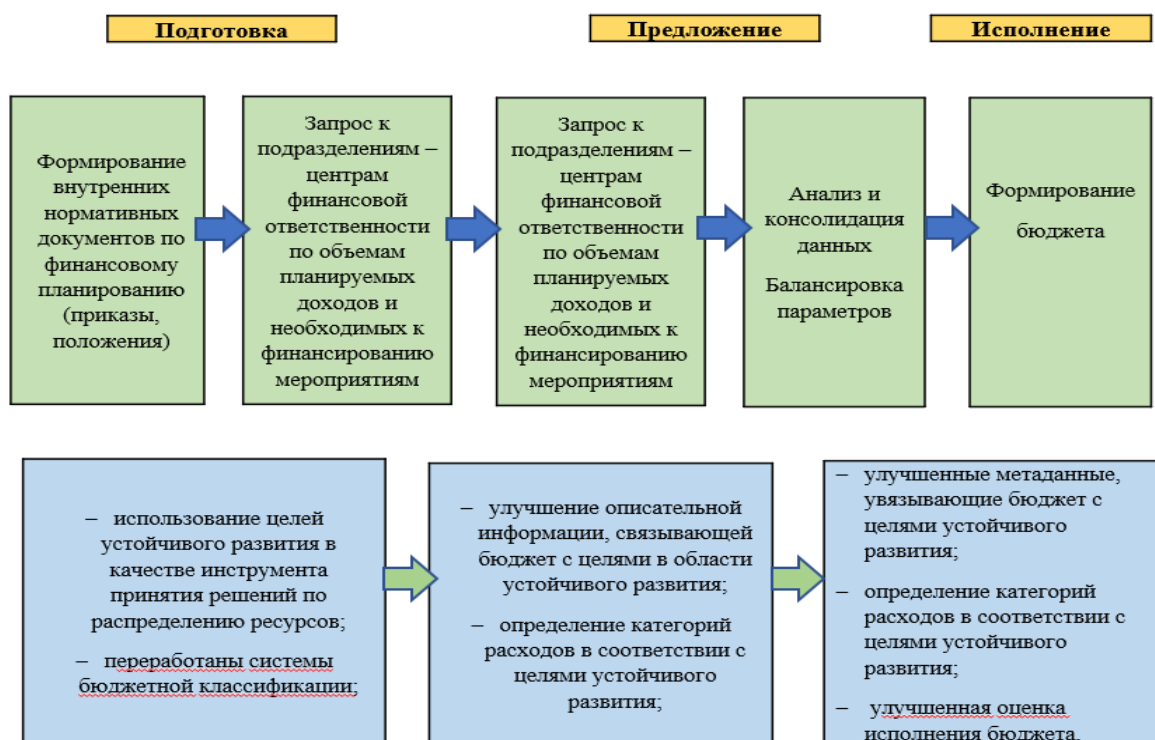 Подготовка
Предложение
Исполнение
Формирование
внутренних
нормативных
документов по
финансовому
планированию
(приказы,
положения)
Запрос к
подразделениям –
центрам
финансовой
ответственности
по объемам
планируемых
доходов и
необходимых к
финансированию
мероприятиям
Запрос к
подразделениям –
центрам
финансовой
ответственности
по объемам
планируемых
доходов и
необходимых к
финансированию
мероприятиям
Анализ и
консолидация
данных
Балансировка
параметров
Формирование
бюджета
– использование целей
устойчивого развития в
качестве инструмента
принятия решений по
распределению ресурсов;
– переработаны системы
бюджетной классификации;
– улучшение описательной
информации, связывающей
бюджет с целями в области
устойчивого развития;
– определение категорий
расходов в соответствии с
целями устойчивого
развития;
– улучшенные метаданные,
увязывающие бюджет с
целями устойчивого
развития;
– определение категорий
расходов в соответствии с
целями устойчивого
развития;
– улучшенная оценка
исполнения бюджета,